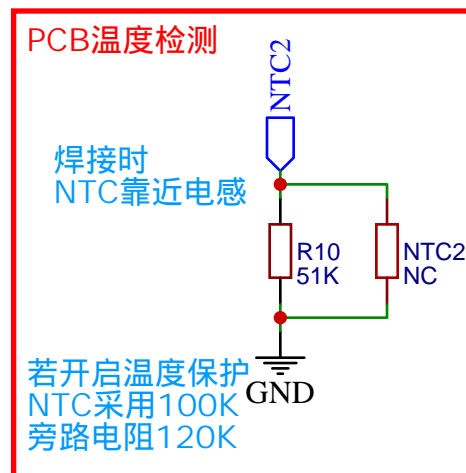 PCB温度检测
NTC2
焊接时
NTC靠近电感
R10
51K
NTC2
NC
GND
若开启温度保护
NTC采用100K
旁路电阻120K